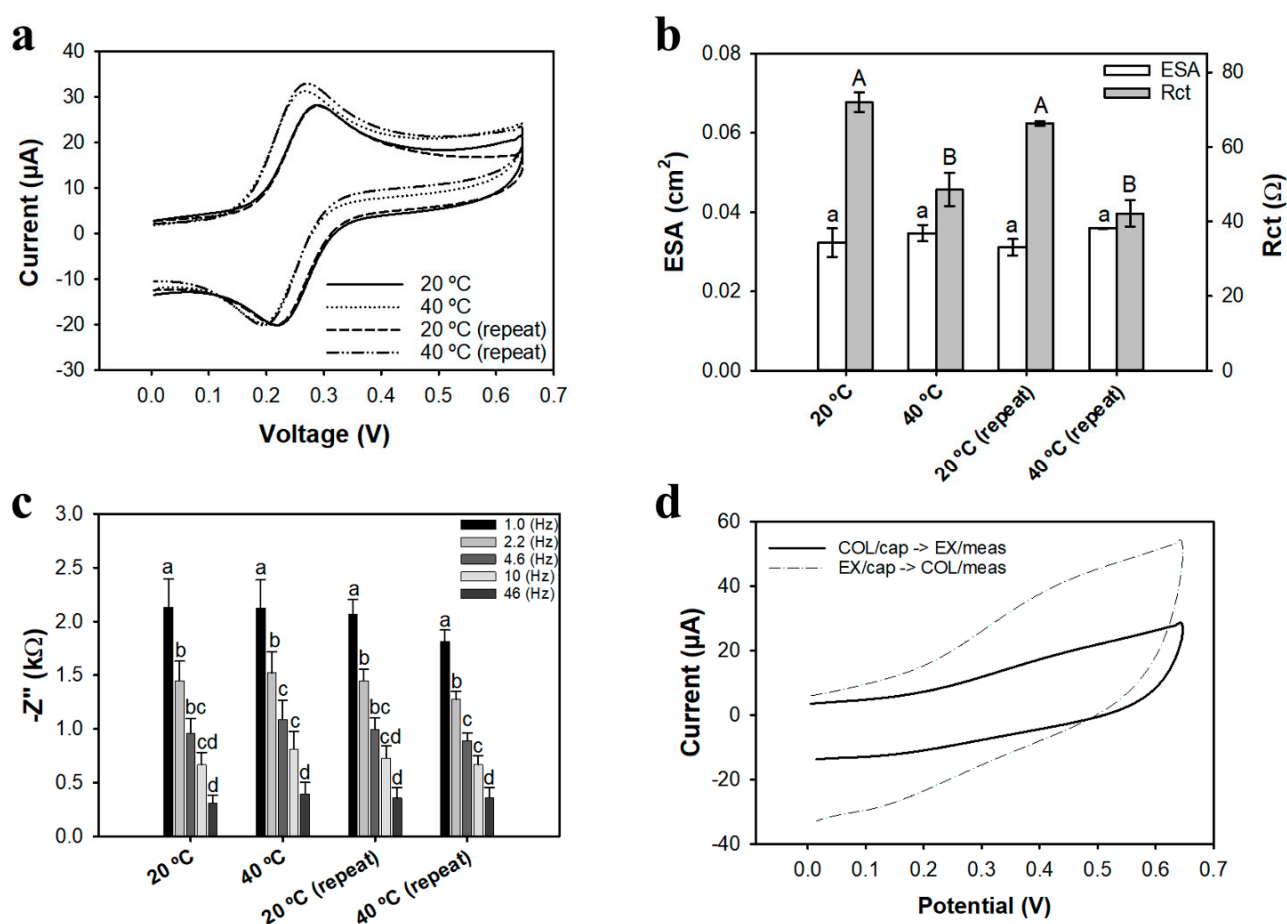 a
Current (µA)
40
30
20
10
0
-10
-20
-30
0.0 0.1 0.2 0.3 0.4 0.5 0.6 0.7
Voltage (V)
20 ºC
40 ºC
20 ºC (repeat)
40 ºC (repeat)
b
ESA (cm²)
0.08
0.06
0.04
0.02
0.00
ESA
Rct
A
A
B
B
a
a
a
a
80
60
40
20
0
Rct (Ω)
20 ºC
40 ºC
20 ºC (repeat)
40 ºC (repeat)
c
-Z" (kΩ)
3.0
2.5
2.0
1.5
1.0
0.5
0.0
1.0 (Hz)
2.2 (Hz)
4.6 (Hz)
10 (Hz)
46 (Hz)
a b bc cd d
a b c c d
a b bc cd d
a b c c d
20 ºC
40 ºC
20 ºC (repeat)
40 ºC (repeat)
d
Current (µA)
60
40
20
0
-20
-40
COL/cap -> EX/meas
EX/cap -> COL/meas
0.0 0.1 0.2 0.3 0.4 0.5 0.6 0.7
Potential (V)